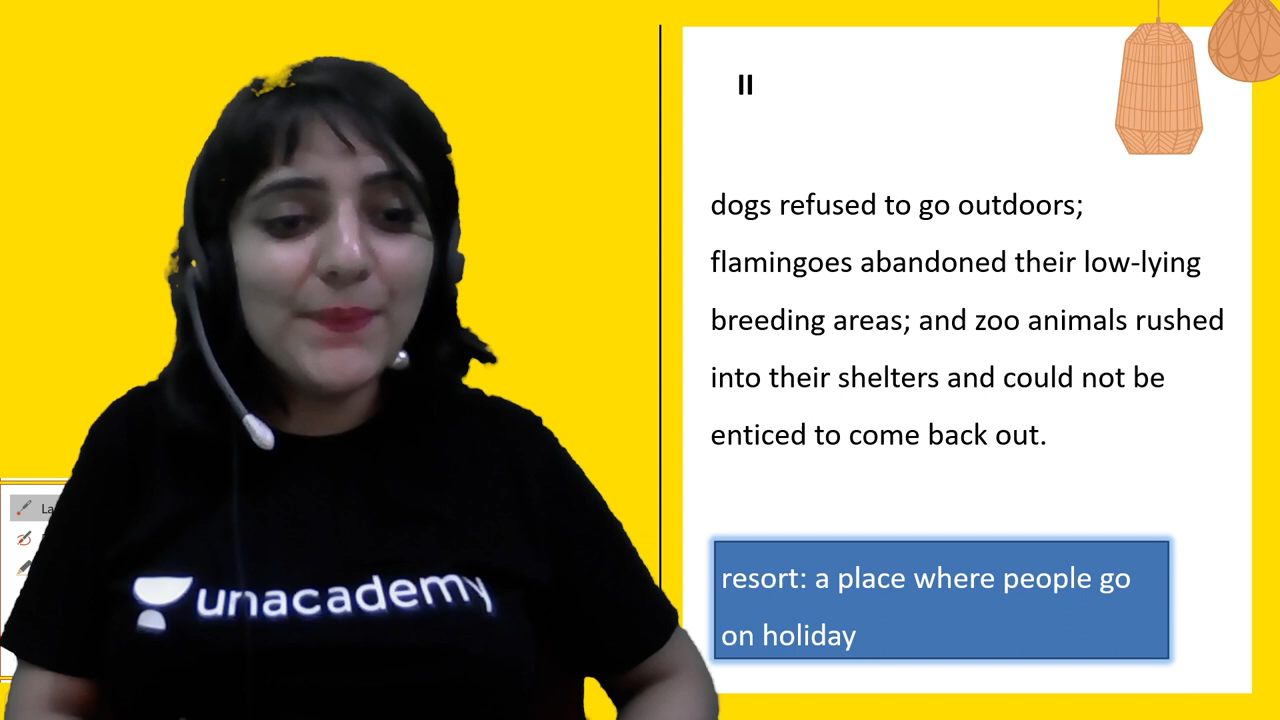 II
dogs refused to go outdoors;
flamingoes abandoned their low-lying
breeding areas; and zoo animals rushed
into their shelters and could not be
enticed to come back out.
resort: a place where people go
on holiday
La
unacademy